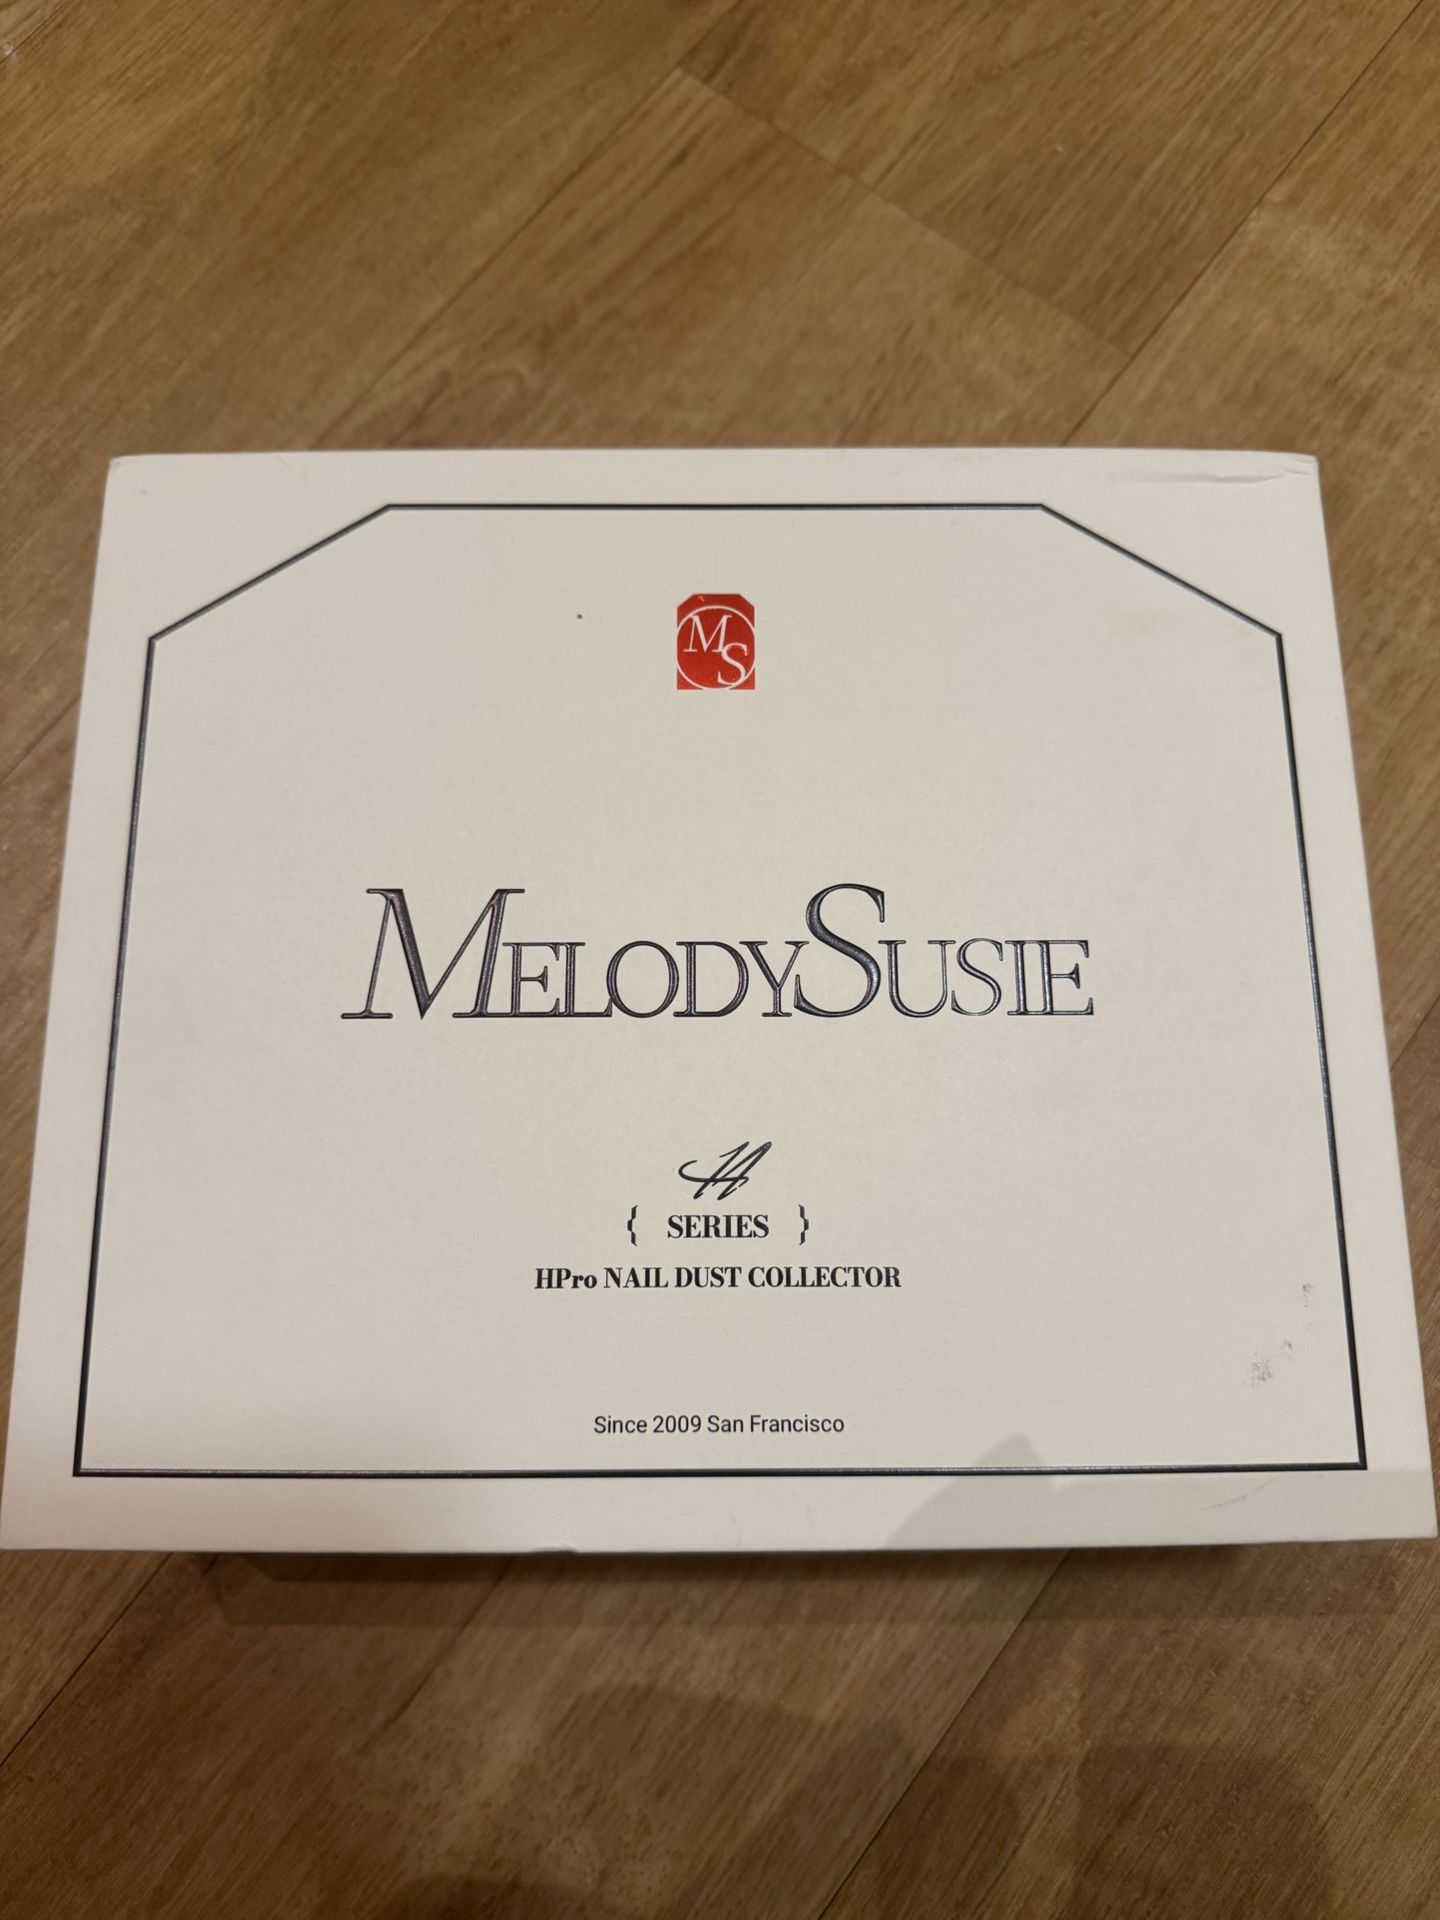 MS
MELODYSUSIE
H
{ SERIES }
HPro NAIL DUST COLLECTOR
Since 2009 San Francisco